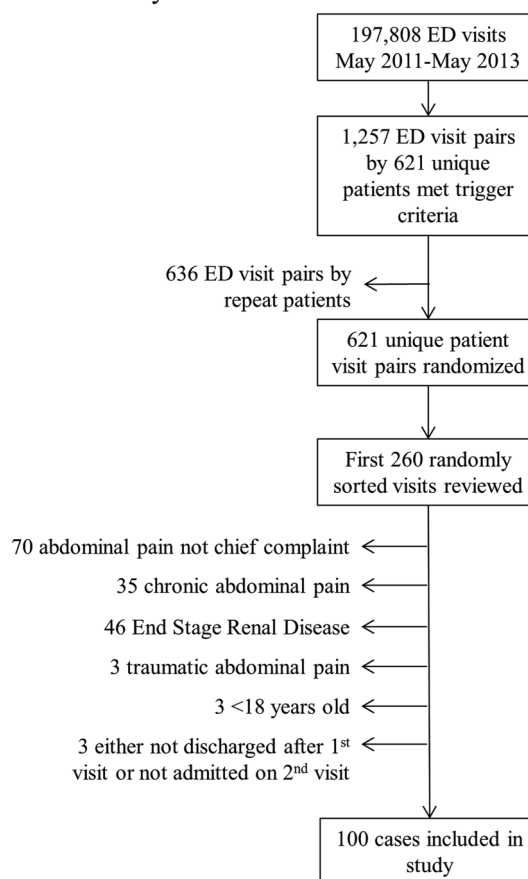 197,808 ED visits
May 2011-May 2013
1,257 ED visit pairs
by 621 unique
patients met trigger
criteria
636 ED visit pairs by
repeat patients
621 unique patient
visit pairs randomized
First 260 randomly
sorted visits reviewed
70 abdominal pain not chief complaint
35 chronic abdominal pain
46 End Stage Renal Disease
3 traumatic abdominal pain
3 <18 years old
3 either not discharged after 1st
visit or not admitted on 2nd visit
100 cases included in
study